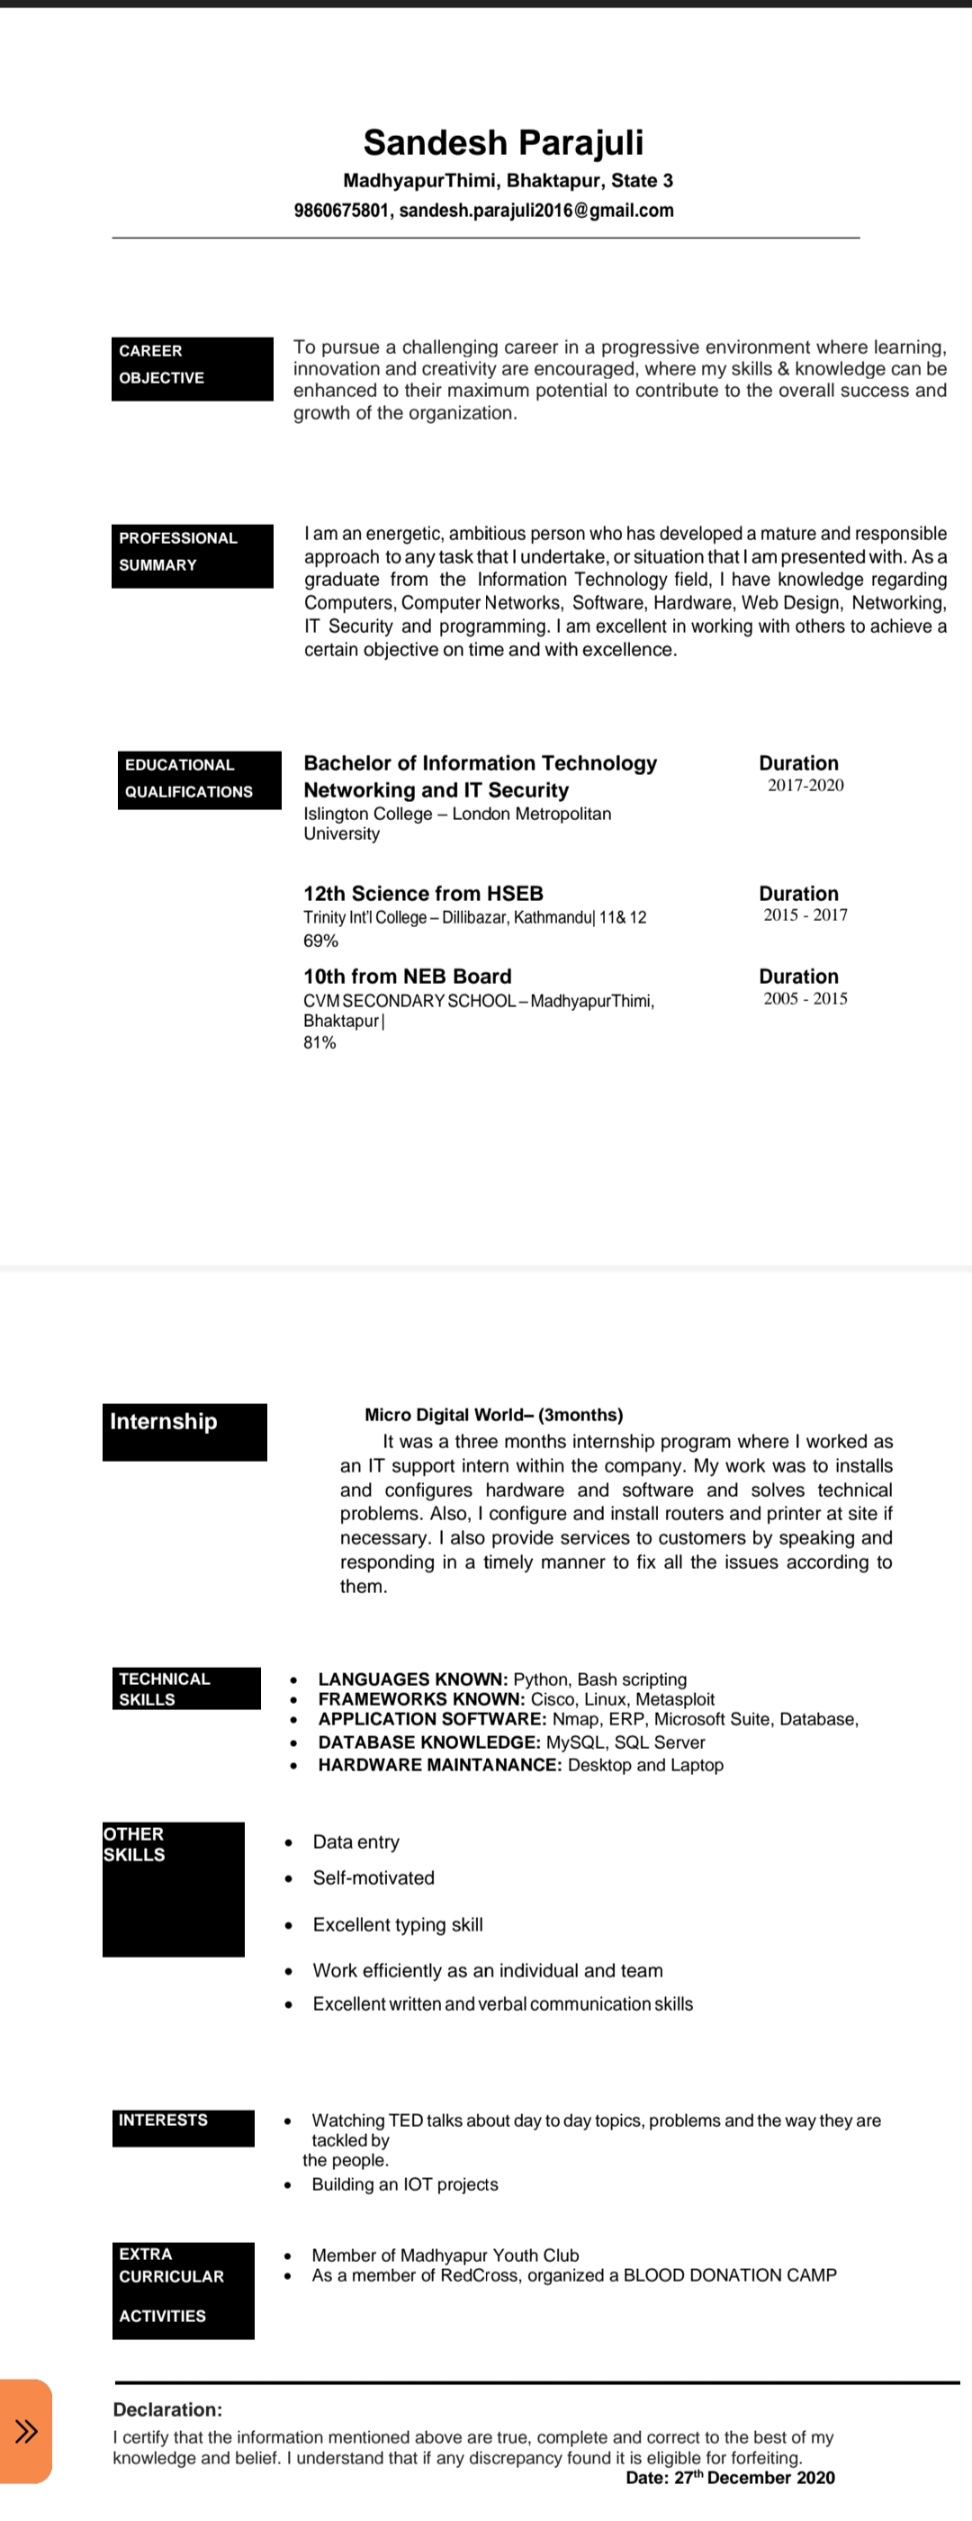 Sandesh Parajuli
MadhyapurThimi, Bhaktapur, State 3
9860675801, sandesh.parajuli2016@gmail.com
CAREER
OBJECTIVE
To pursue a challenging career in a progressive environment where learning,
innovation and creativity are encouraged, where my skills & knowledge can be
enhanced to their maximum potential to contribute to the overall success and
growth of the organization.
PROFESSIONAL
SUMMARY
I am an energetic, ambitious person who has developed a mature and responsible
approach to any task that I undertake, or situation that I am presented with. As a
graduate from the Information Technology field, I have knowledge regarding
Computers, Computer Networks, Software, Hardware, Web Design, Networking,
IT Security and programming. I am excellent in working with others to achieve a
certain objective on time and with excellence.
EDUCATIONAL
QUALIFICATIONS
Bachelor of Information Technology Duration
Networking and IT Security 2017-2020
Islington College – London Metropolitan
University
12th Science from HSEB Duration
Trinity Int'l College – Dillibazar, Kathmandu| 11& 12 2015 - 2017
69%
10th from NEB Board Duration
CVM SECONDARY SCHOOL – MadhyapurThimi, 2005 - 2015
Bhaktapur|
81%
Internship
Micro Digital World– (3months)
It was a three months internship program where I worked as
an IT support intern within the company. My work was to installs
and configures hardware and software and solves technical
problems. Also, I configure and install routers and printer at site if
necessary. I also provide services to customers by speaking and
responding in a timely manner to fix all the issues according to
them.
TECHNICAL
SKILLS
• LANGUAGES KNOWN: Python, Bash scripting
• FRAMEWORKS KNOWN: Cisco, Linux, Metasploit
• APPLICATION SOFTWARE: Nmap, ERP, Microsoft Suite, Database,
• DATABASE KNOWLEDGE: MySQL, SQL Server
• HARDWARE MAINTANANCE: Desktop and Laptop
OTHER
SKILLS
• Data entry
• Self-motivated
• Excellent typing skill
• Work efficiently as an individual and team
• Excellent written and verbal communication skills
INTERESTS
• Watching TED talks about day to day topics, problems and the way they are
tackled by
the people.
• Building an IOT projects
EXTRA
CURRICULAR
ACTIVITIES
• Member of Madhyapur Youth Club
• As a member of RedCross, organized a BLOOD DONATION CAMP
Declaration:
I certify that the information mentioned above are true, complete and correct to the best of my
knowledge and belief. I understand that if any discrepancy found it is eligible for forfeiting.
Date: 27th December 2020